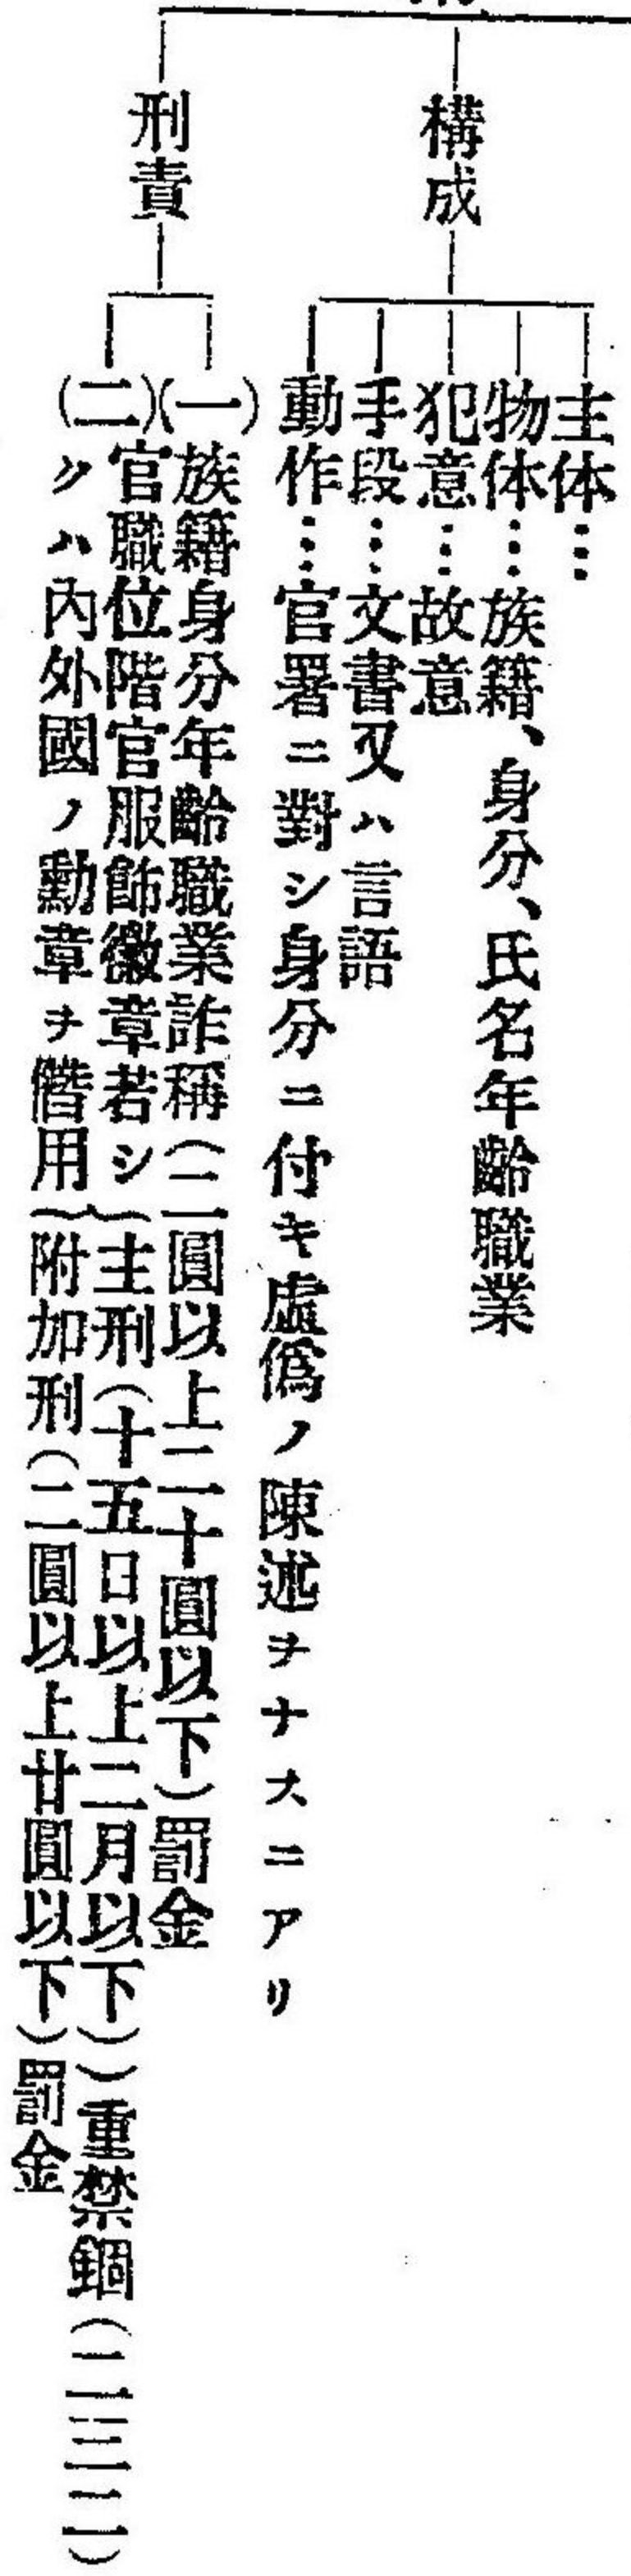 構成
主体…
物体…族籍、身分、氏名年齡職業
犯意…故意
手段…文書又ハ言語
動作…官署ニ對シ身分ニ付キ虛僞ノ陳述ヲナスニアリ
刑責
(一)族籍身分年齡職業詐稱(二圓以上二十圓以下)罰金
(二)官職位階官服飾徽章若シ
クハ內外國ノ勳章ヲ僭用
主刑(十五日以上二月以下)重禁錮(二三二)
附加刑(二圓以上廿圓以下)罰金